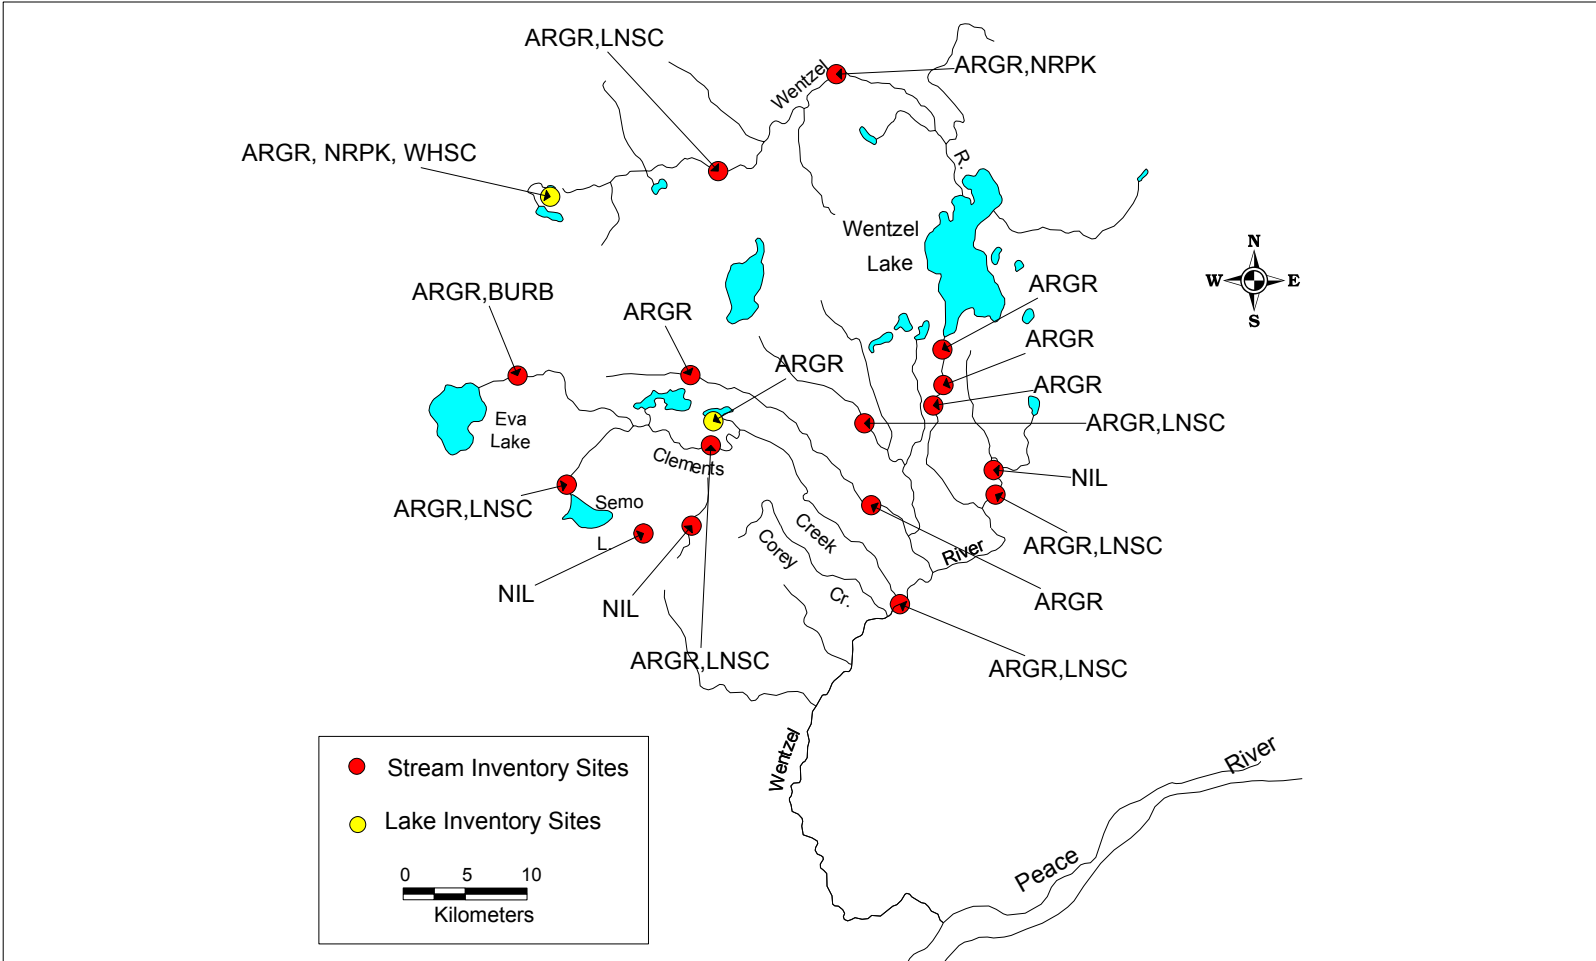 ARGR,LNSC
Wentzel
ARGR,NRPK
ARGR, NRPK, WHSC
R.
Wentzel
Lake
N
W
E
S
ARGR
ARGR,BURB
ARGR
ARGR
ARGR
ARGR
Eva
Lake
ARGR,LNSC
Clements
NIL
ARGR,LNSC
Semo
L.
Creek
Corey
River
ARGR,LNSC
NIL
NIL
Cr.
ARGR
ARGR,LNSC
ARGR,LNSC
Wentzel
River
Peace
Stream Inventory Sites
Lake Inventory Sites
0 5 10
Kilometers